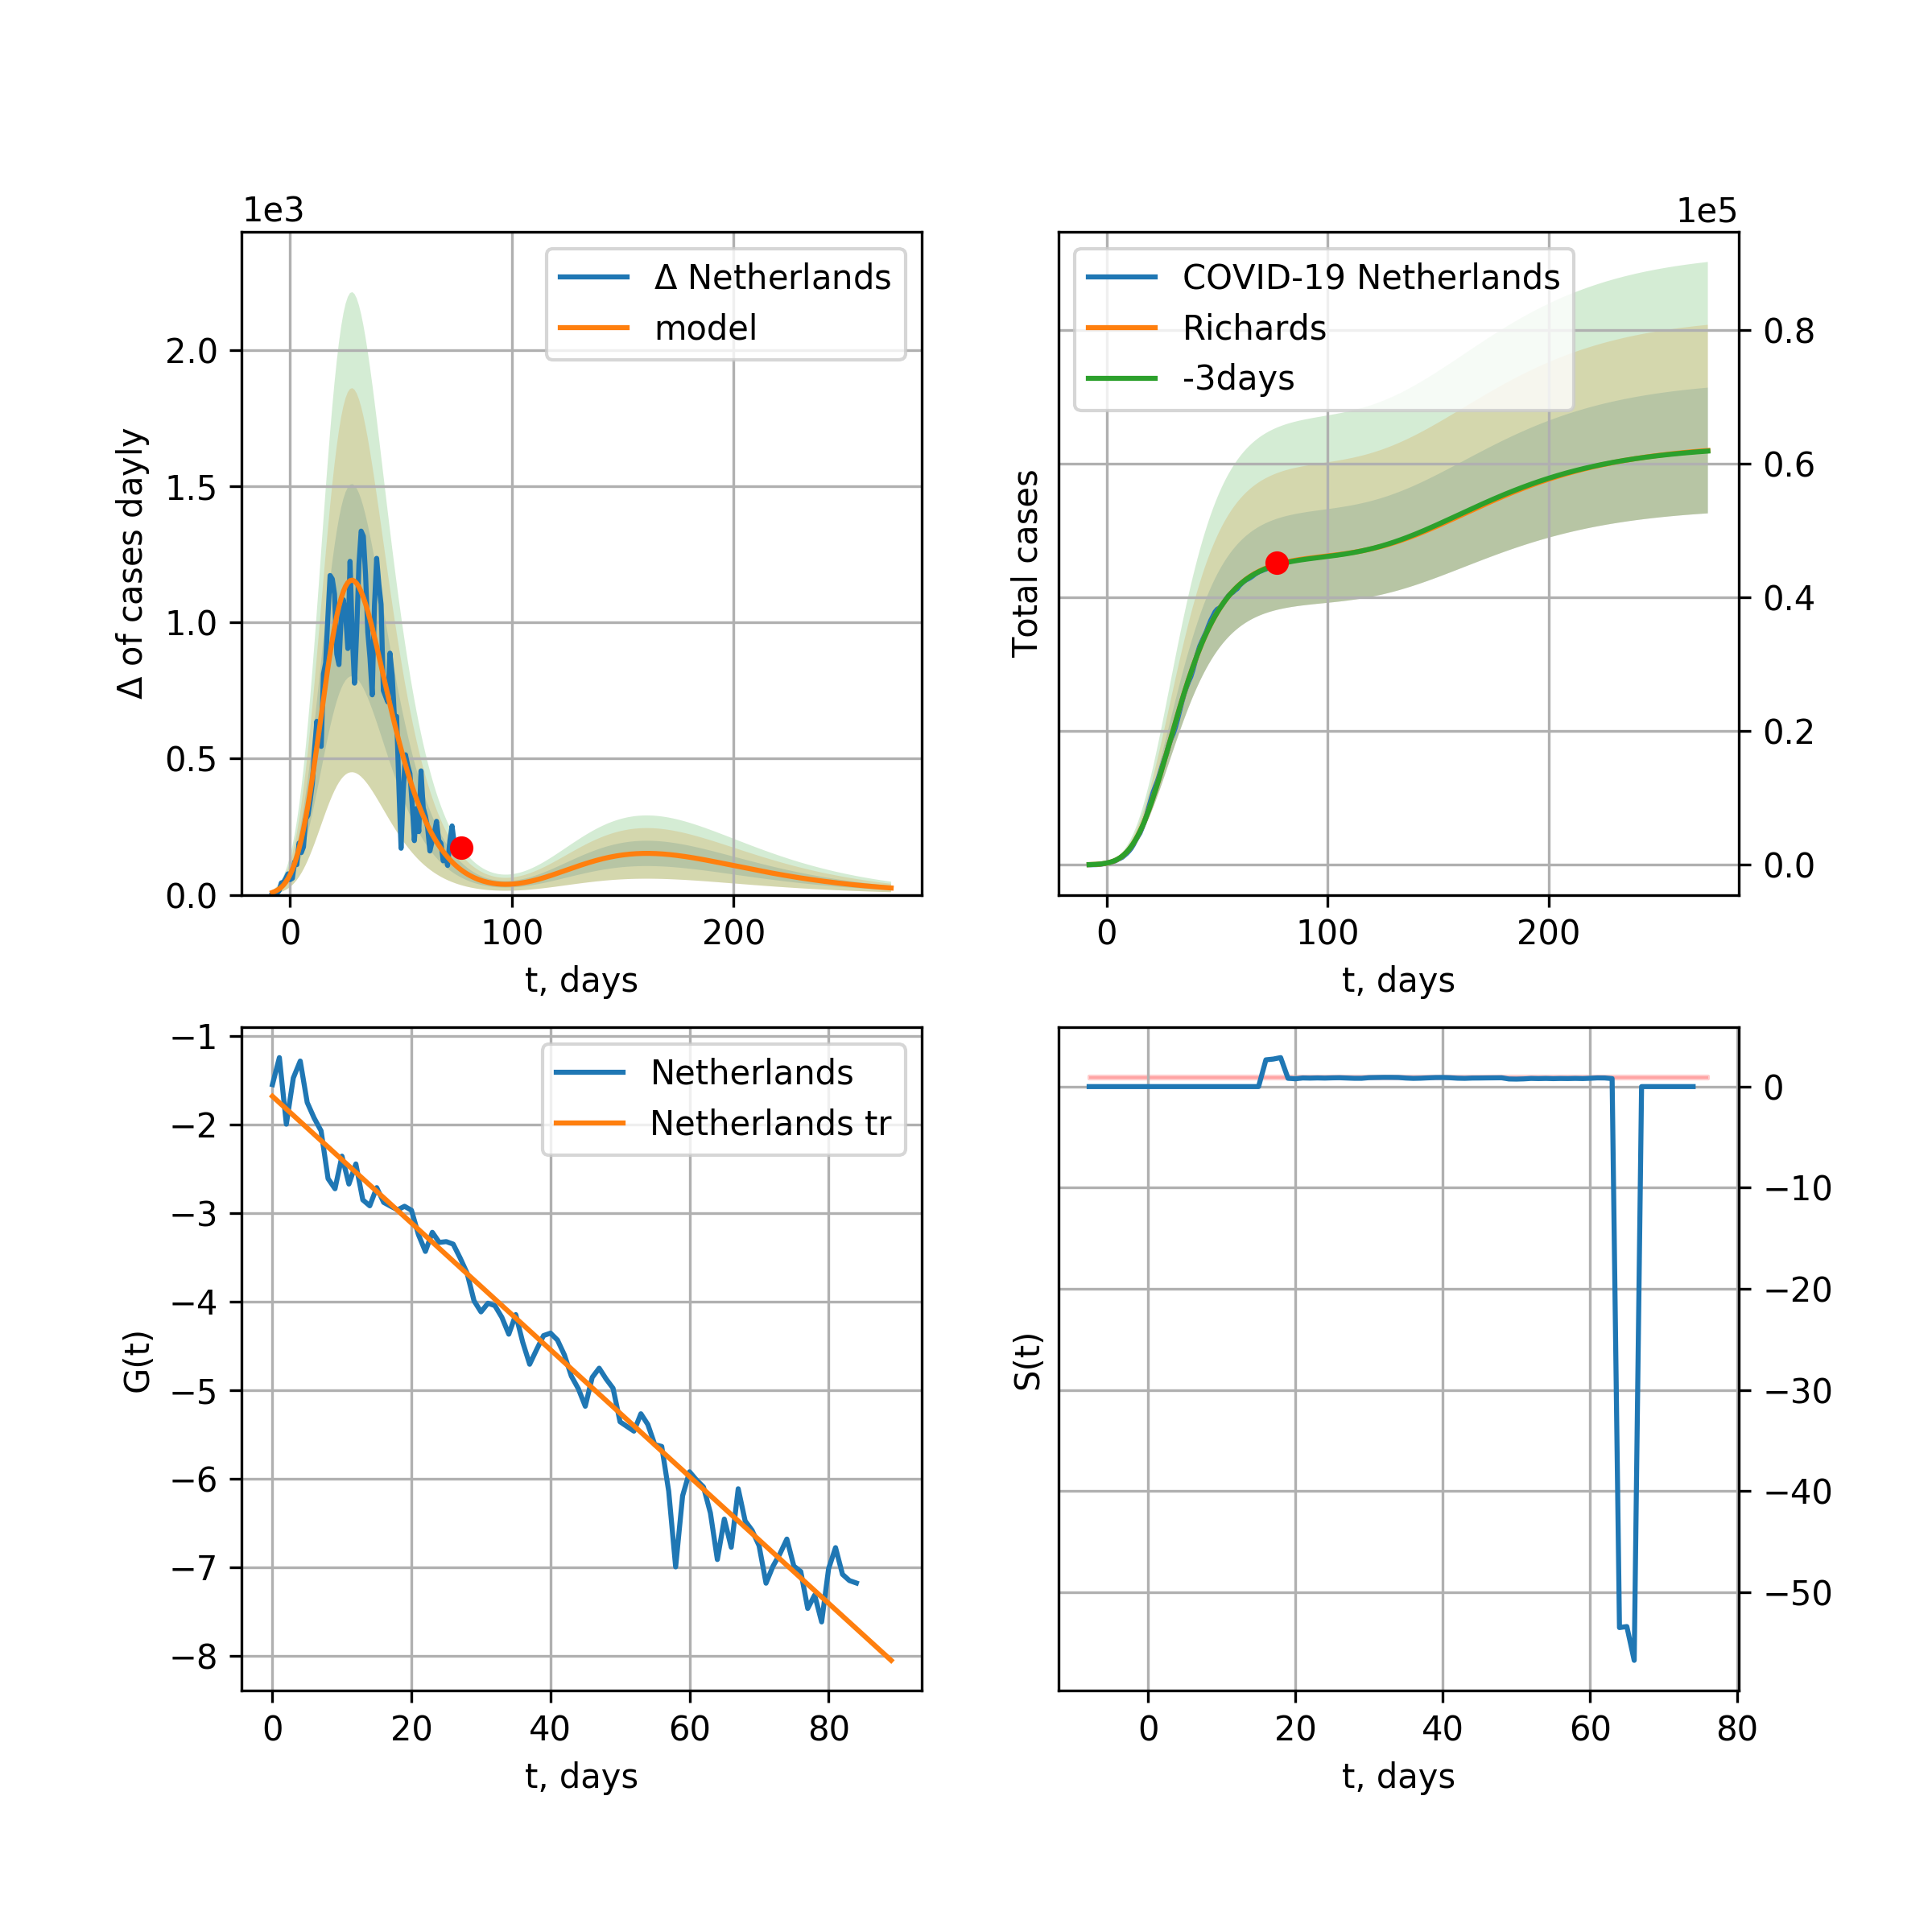 1e3
Δ of cases dayly
2.0
1.5
1.0
0.5
0.0
0 100 200
t, days
Δ Netherlands
model
1e5
Total cases
0.8
0.6
0.4
0.2
0.0
0 100 200
t, days
COVID-19 Netherlands
Richards
-3days
G(t)
−1
−2
−3
−4
−5
−6
−7
−8
0 20 40 60 80
t, days
Netherlands
Netherlands tr
S(t)
0
−10
−20
−30
−40
−50
0 20 40 60 80
t, days